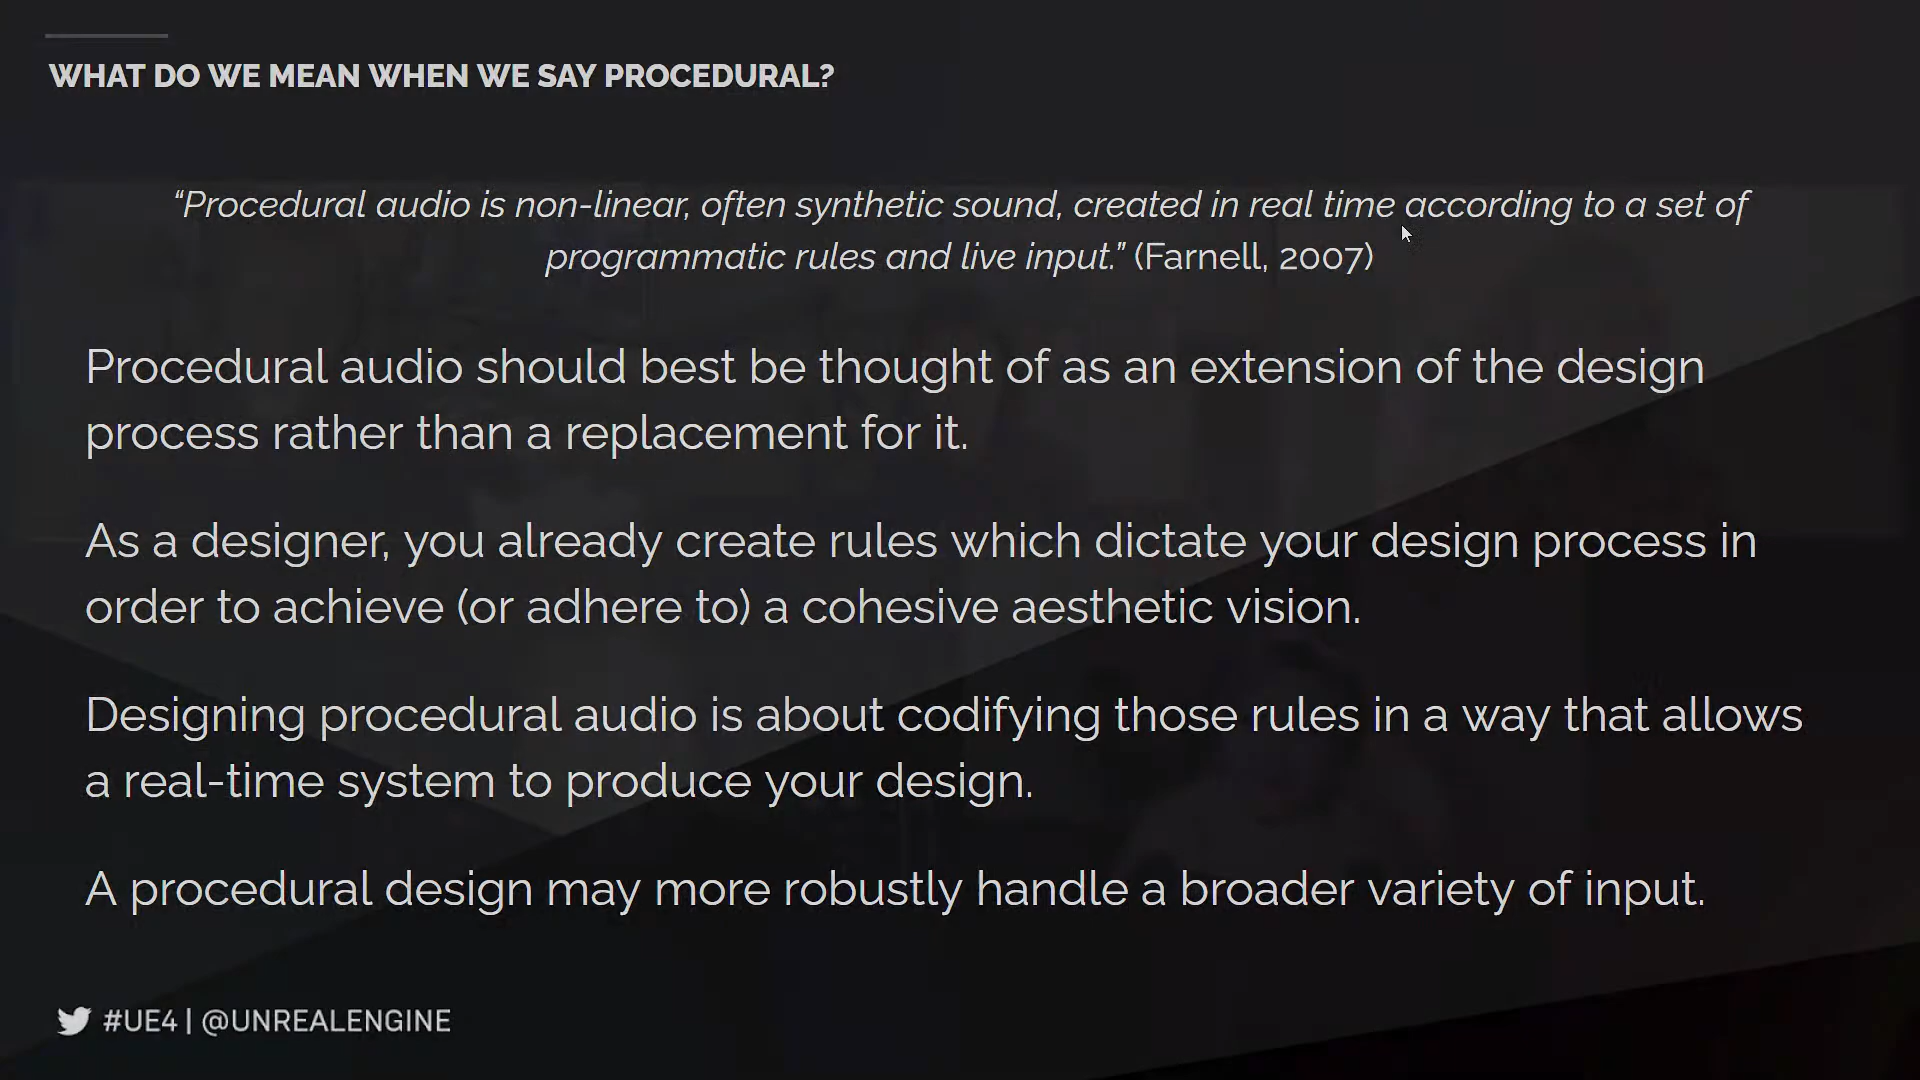 WHAT DO WE MEAN WHEN WE SAY PROCEDURAL?
“Procedural audio is non-linear, often synthetic sound, created in real time according to a set of
programmatic rules and live input.” (Farnell, 2007)
Procedural audio should best be thought of as an extension of the design
process rather than a replacement for it.
As a designer, you already create rules which dictate your design process in
order to achieve (or adhere to) a cohesive aesthetic vision.
Designing procedural audio is about codifying those rules in a way that allows
a real-time system to produce your design.
A procedural design may more robustly handle a broader variety of input.
#UE4 | @UNREALENGINE